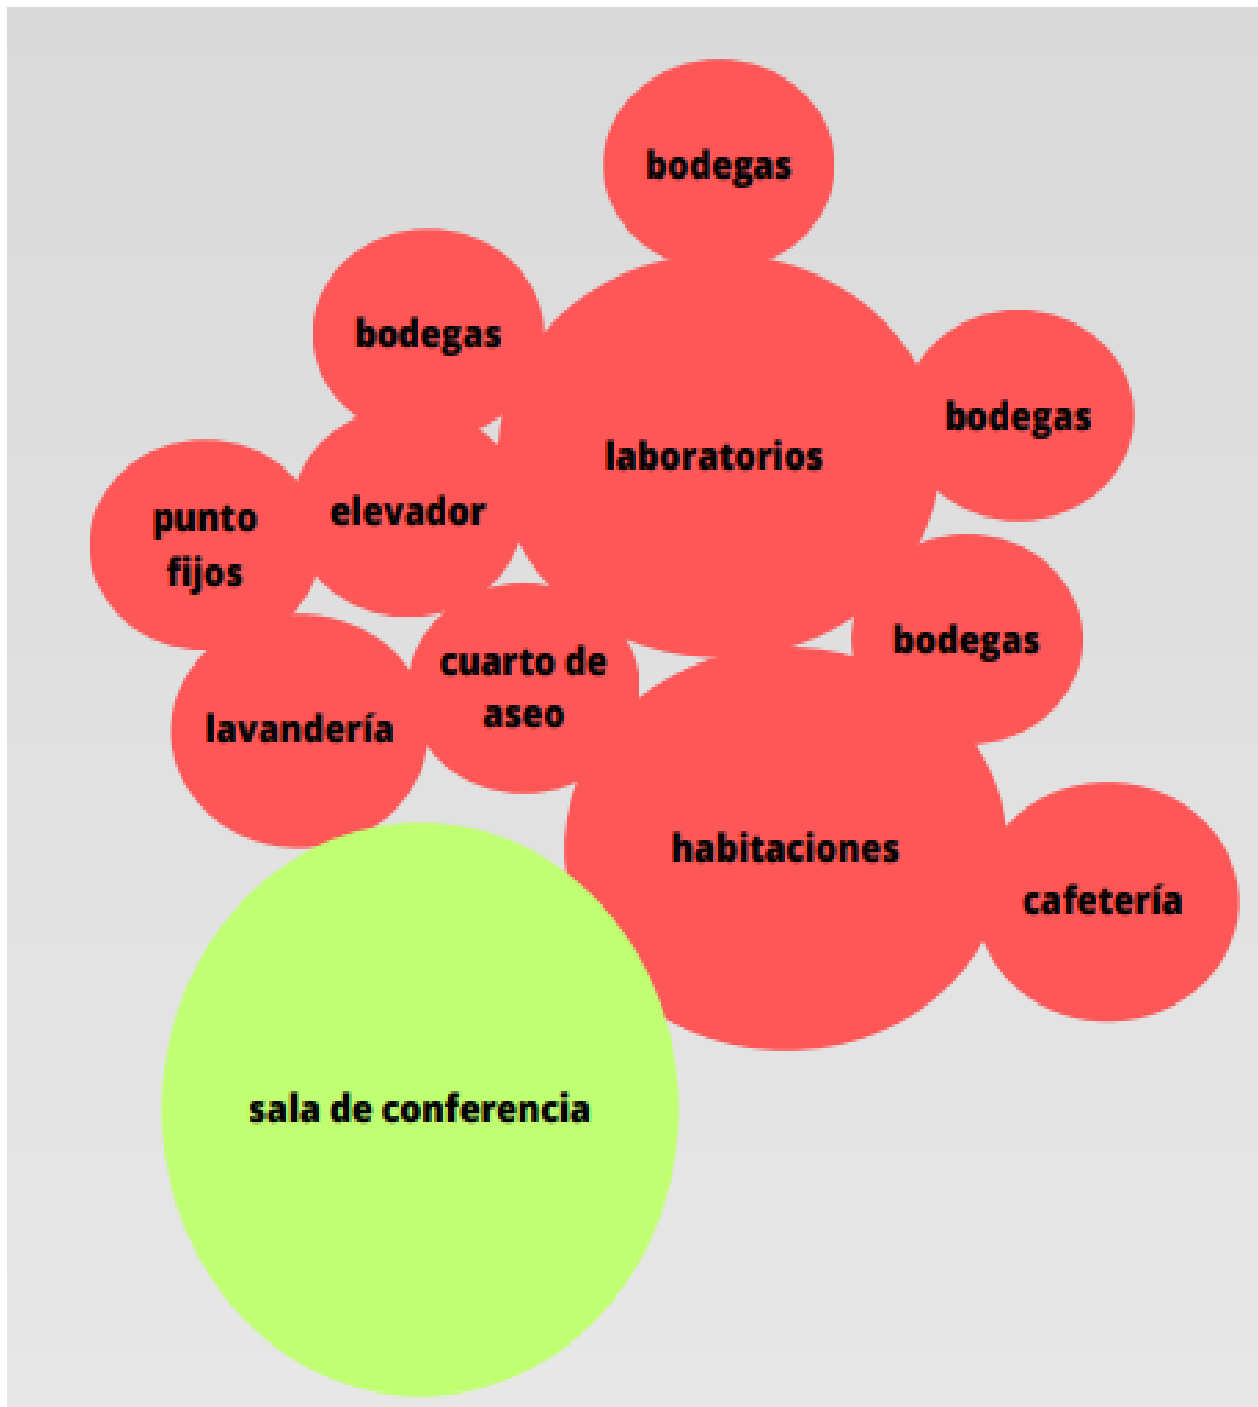 bodegas
bodegas
bodegas
laboratorios
elevador
punto
fijos
bodegas
cuarto de
aseo
lavandería
habitaciones
cafetería
sala de conferencia